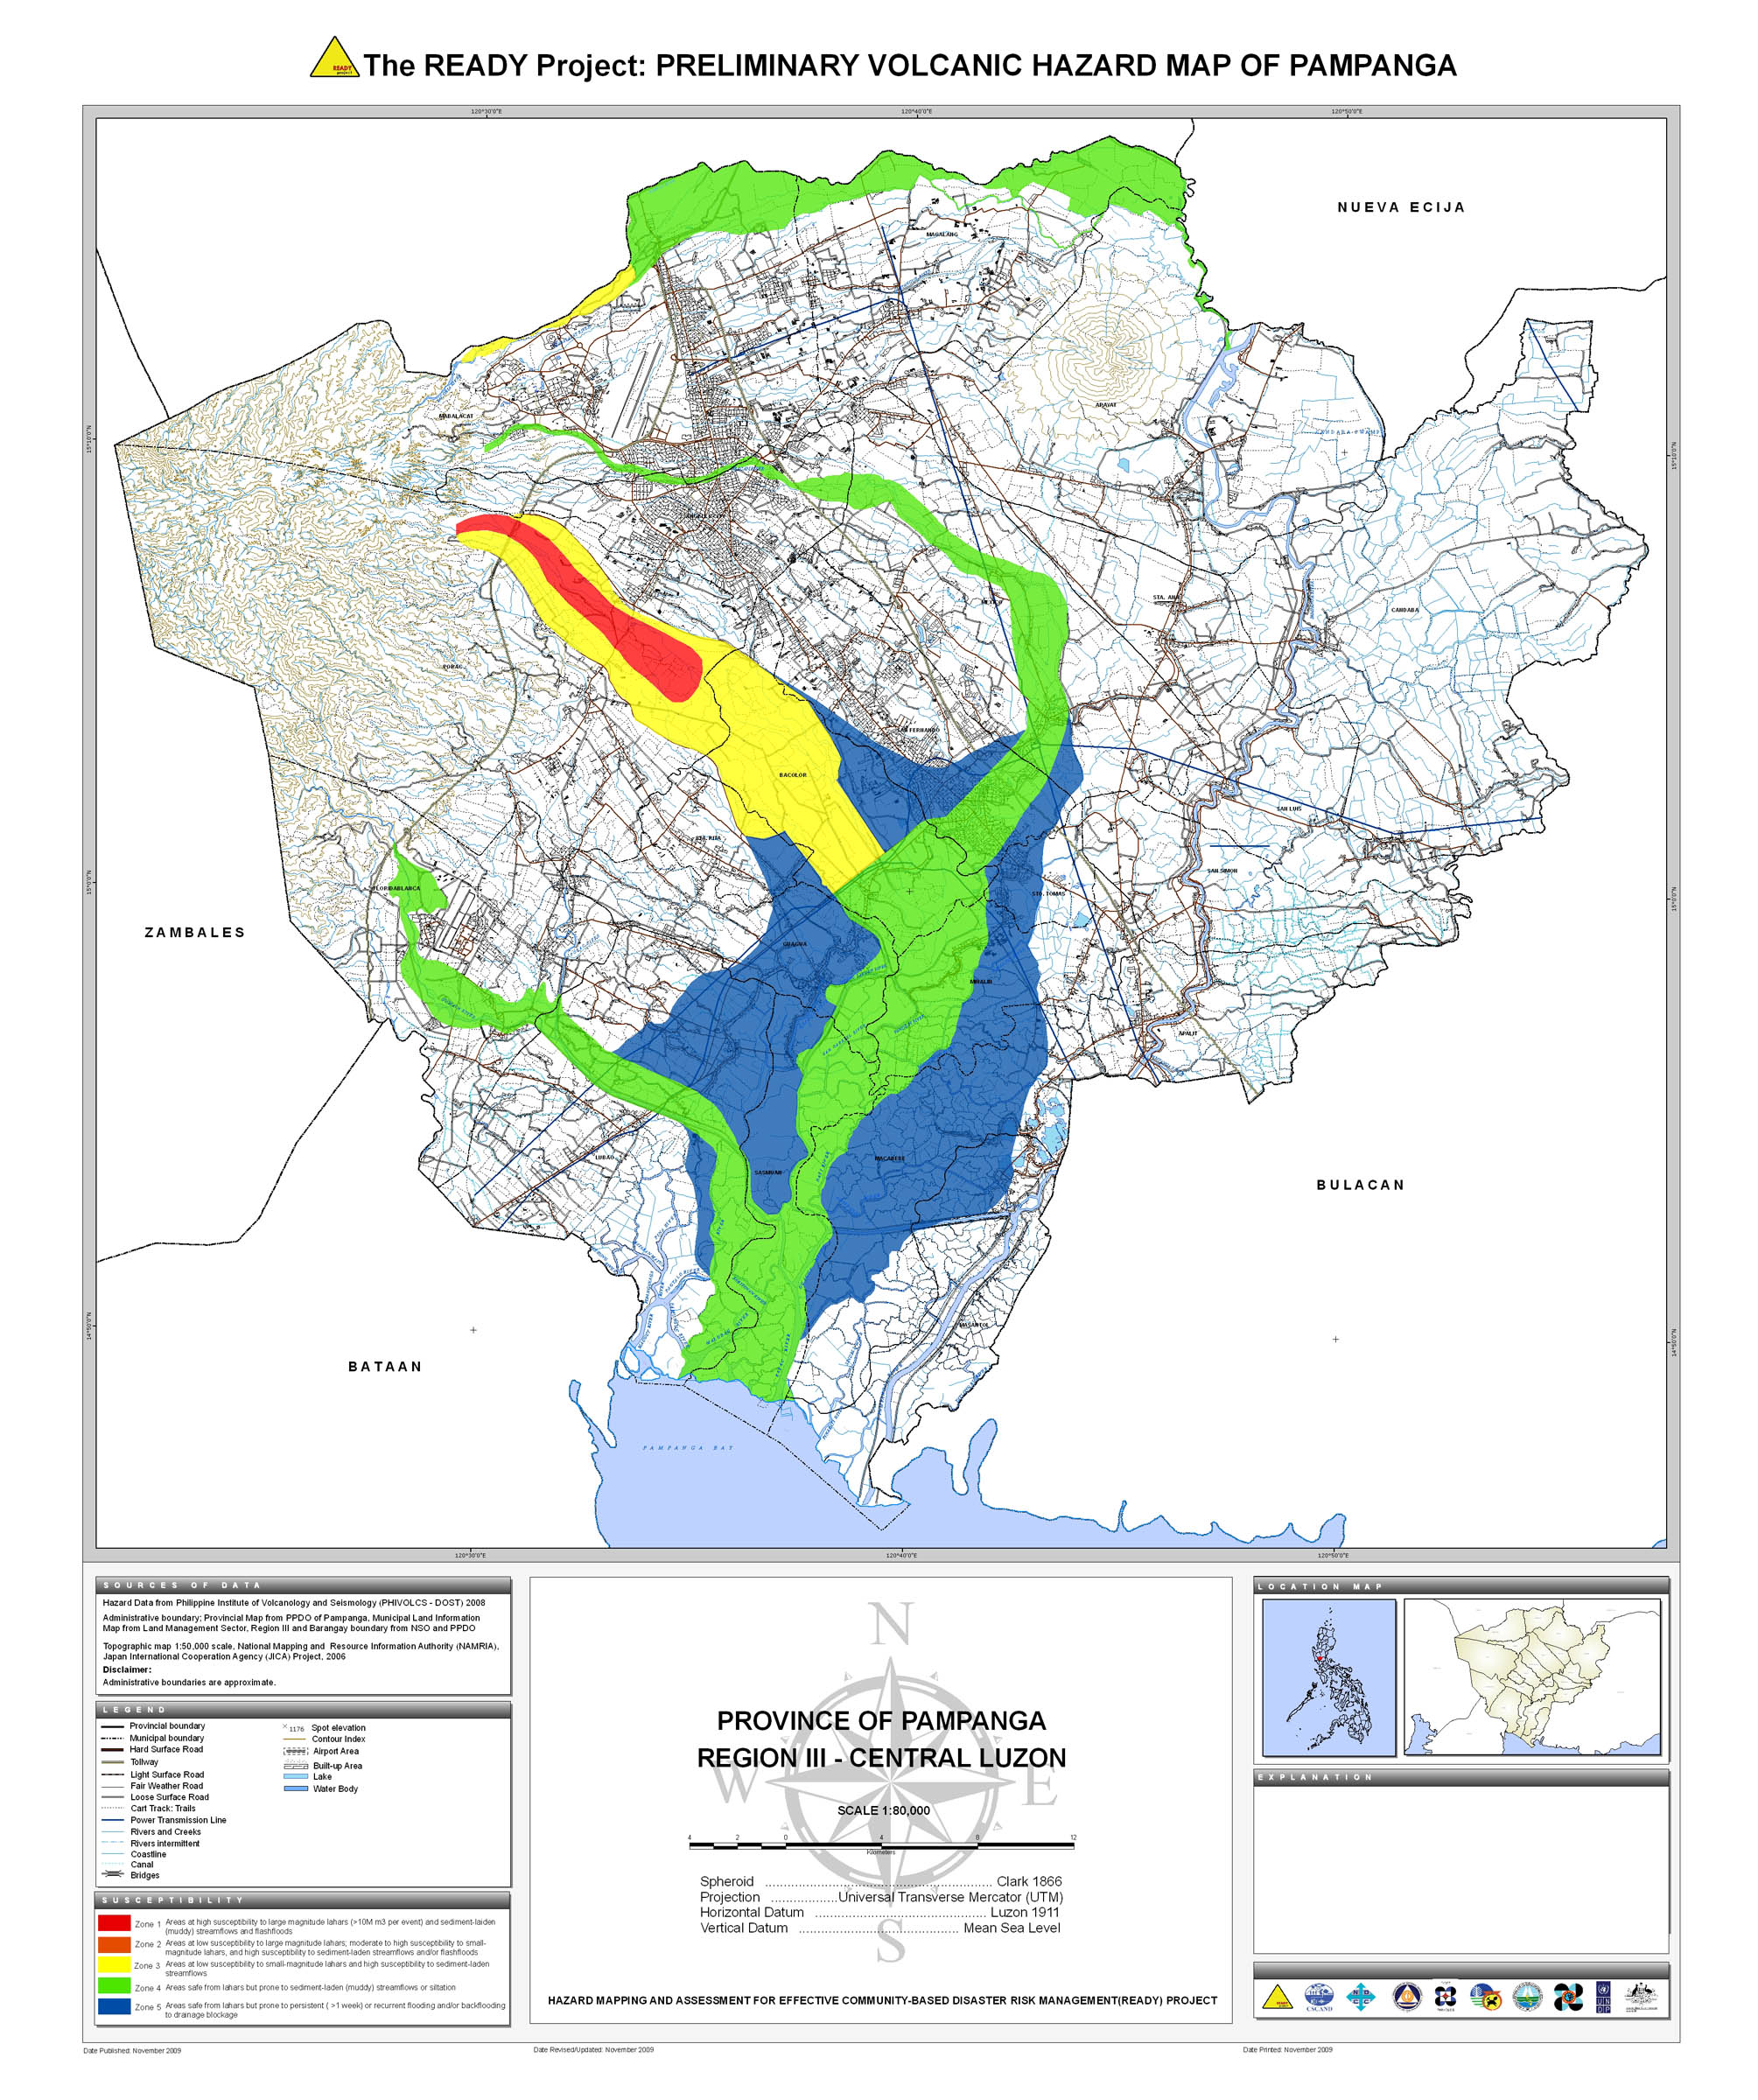 The READY Project: PRELIMINARY VOLCANIC HAZARD MAP OF PAMPANGA
READY
project
120°30'0"E
120°40'0"E
120°50'0"E
NUEVA ECIJA
MAGALANG
ARAYAT
MABALACAT
CANDABA SWAMP
15°10'0"N
15°10'0"N
STA. ANA
CANDABA
MEXICO
PORAC
SAN FERNANDO
BACOLOR
SAN LUIS
STA. RITA
SAN SIMON
FLORIDABLANCA
STO. TOMAS
15°0'0"N
15°0'0"N
ZAMBALES
GUAGUA
MINALIN
APALIT
LUBAO
SASMUAN
MACABEBE
BULACAN
MASANTOL
14°50'0"N
14°50'0"N
BATAAN
PAMPANGA BAY
120°30'0"E
120°40'0"E
120°50'0"E
SOURCES OF DATA
Hazard Data from Philippine Institute of Volcanology and Seismology (PHIVOLCS - DOST) 2008
Administrative boundary; Provincial Map from PPDO of Pampanga, Municipal Land Information
Map from Land Management Sector, Region III and Barangay boundary from NSO and PPDO
Topographic map 1:50,000 scale, National Mapping and Resource Information Authority (NAMRIA),
Japan International Cooperation Agency (JICA) Project, 2006
Disclaimer:
Administrative boundaries are approximate.
LEGEND
Provincial boundary
Municipal boundary
Hard Surface Road
Tollway
Light Surface Road
Fair Weather Road
Loose Surface Road
Cart Track: Trails
Power Transmission Line
Rivers and Creeks
Rivers intermittent
Coastline
Canal
Bridges
1176 Spot elevation
Contour Index
Airport Area
Built-up Area
Lake
Water Body
SUSCEPTIBILITY
Zone 1 Areas at high susceptibility to large magnitude lahars (>10M m3 per event) and sediment-laiden
(muddy) streamflows and flashfloods
Zone 2 Areas at low susceptibility to large magnitude lahars; moderate to high susceptibility to small-
magnitude lahars, and high susceptibility to sediment-laden streamflows and/or flashfloods
Zone 3 Areas at low susceptibility to small-magnitude lahars and high susceptibility to sediment-laden
streamflows
Zone 4 Areas safe from lahars but prone to sediment-laden (muddy) streamflows or siltation
Zone 5 Areas safe from lahars but prone to persistent ( >1 week) or recurrent flooding and/or backflooding
to drainage blockage
N
W
E
S
PROVINCE OF PAMPANGA
REGION III - CENTRAL LUZON
SCALE 1:80,000
4 2 0 4 8 12
Kilometers
Spheroid ............ Clark 1866
Projection ............ Universal Transverse Mercator (UTM)
Horizontal Datum ............ Luzon 1911
Vertical Datum ............ Mean Sea Level
HAZARD MAPPING AND ASSESSMENT FOR EFFECTIVE COMMUNITY-BASED DISASTER RISK MANAGEMENT(READY) PROJECT
LOCATION MAP
EXPLANATION
CSCAND
Date Published: November 2009
Date Revised/Updated: November 2009
Date Printed: November 2009